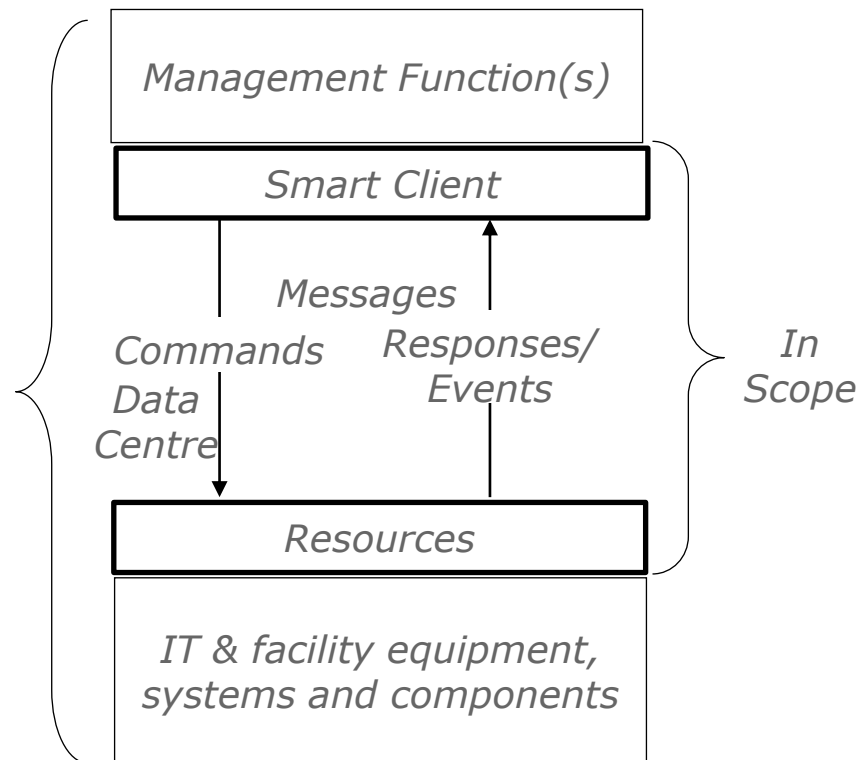 Management Function(s)
Smart Client
Messages
Commands
Responses/
Events
Data
Centre
In
Scope
Resources
IT & facility equipment,
systems and components